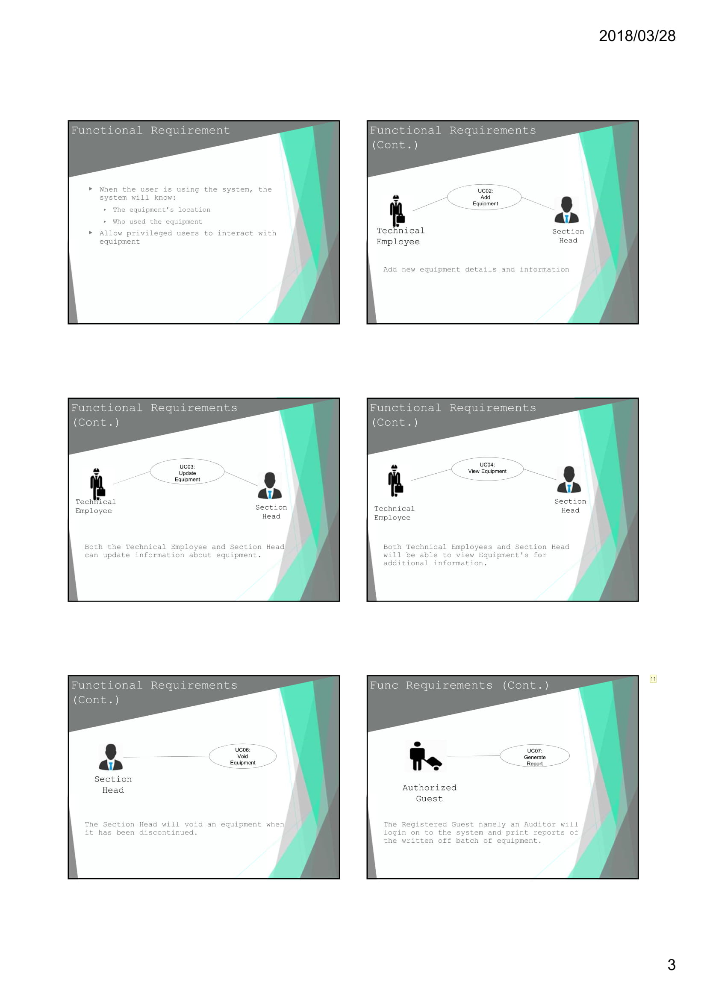 2018/03/28
Functional Requirement
When the user is using the system, the
system will know:
The equipment’s location
Who used the equipment
Allow privileged users to interact with
equipment
Functional Requirements
(Cont.)
UC02:
Add
Equipment
Technical
Employee
Section
Head
Add new equipment details and information
Functional Requirements
(Cont.)
UC03:
Update
Equipment
Technical
Employee
Section
Head
Both the Technical Employee and Section Head
can update information about equipment.
Functional Requirements
(Cont.)
UC04:
View Equipment
Technical
Employee
Section
Head
Both Technical Employees and Section Head
will be able to view Equipment's for
additional information.
Functional Requirements
(Cont.)
UC06:
Void
Equipment
Section
Head
The Section Head will void an equipment when
it has been discontinued.
Func Requirements (Cont.)
11
UC07:
Generate
Report
Authorized
Guest
The Registered Guest namely an Auditor will
login on to the system and print reports of
the written off batch of equipment.
3